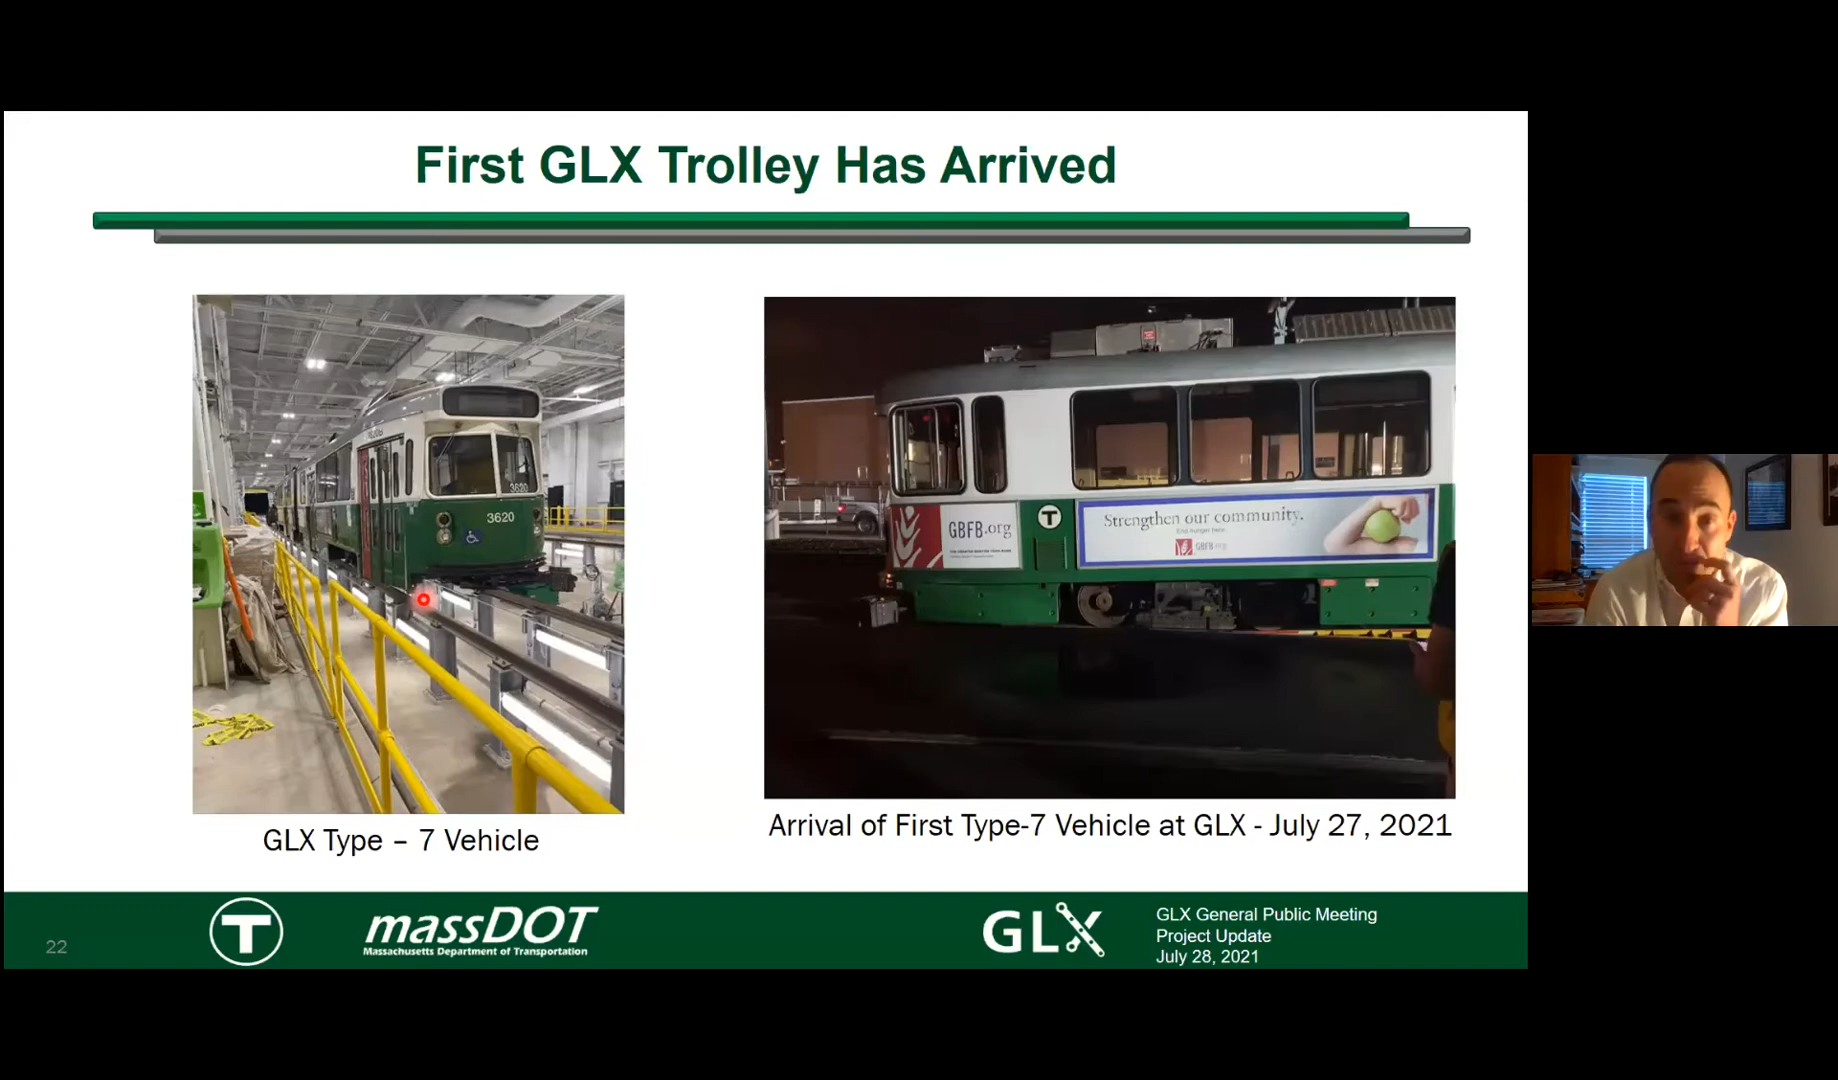 First GLX Trolley Has Arrived
3620
3620
GBFB.org
T
Strengthen our community.
GBFB.org
GLX Type – 7 Vehicle
Arrival of First Type-7 Vehicle at GLX - July 27, 2021
22
T
massDOT
Massachusetts Department of Transportation
GLX
GLX General Public Meeting
Project Update
July 28, 2021